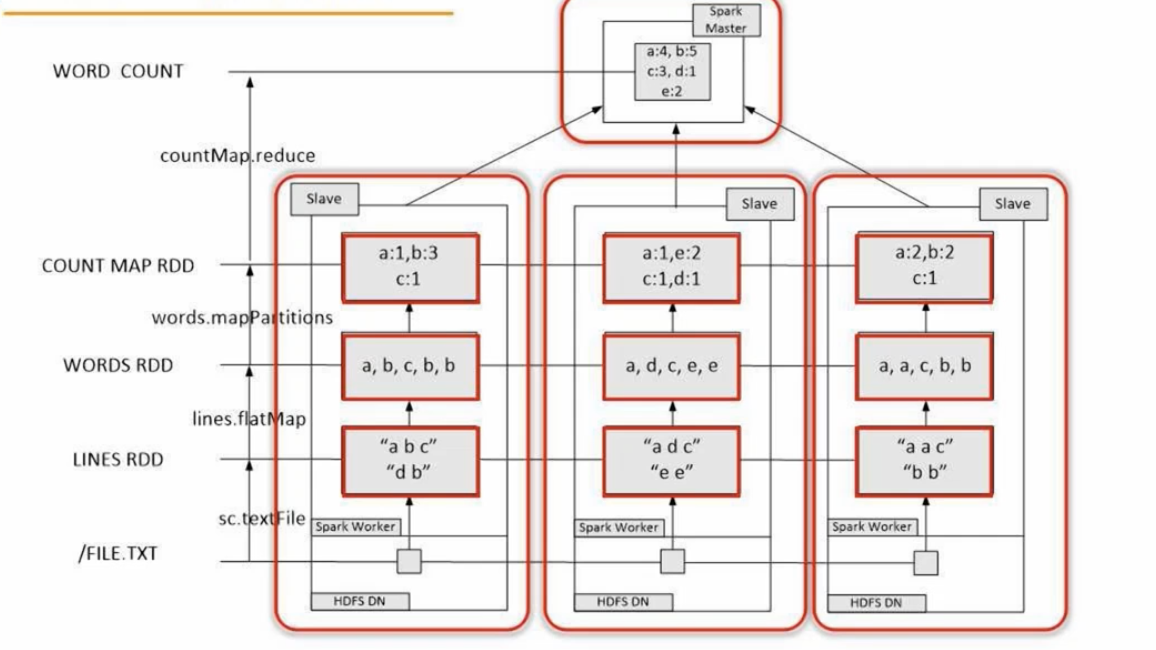 Spark
Master
WORD COUNT
a:4, b:5
c:3, d:1
e:2
countMap.reduce
Slave
Slave
Slave
COUNT MAP RDD
a:1,b:3
c:1
a:1,e:2
c:1,d:1
a:2,b:2
c:1
words.mapPartitions
WORDS RDD
a, b, c, b, b
a, d, c, e, e
a, a, c, b, b
lines.flatMap
LINES RDD
“a b c”
“d b”
“a d c”
“e e”
“a a c”
“b b”
sc.textFile
Spark Worker
Spark Worker
Spark Worker
/FILE.TXT
HDFS DN
HDFS DN
HDFS DN